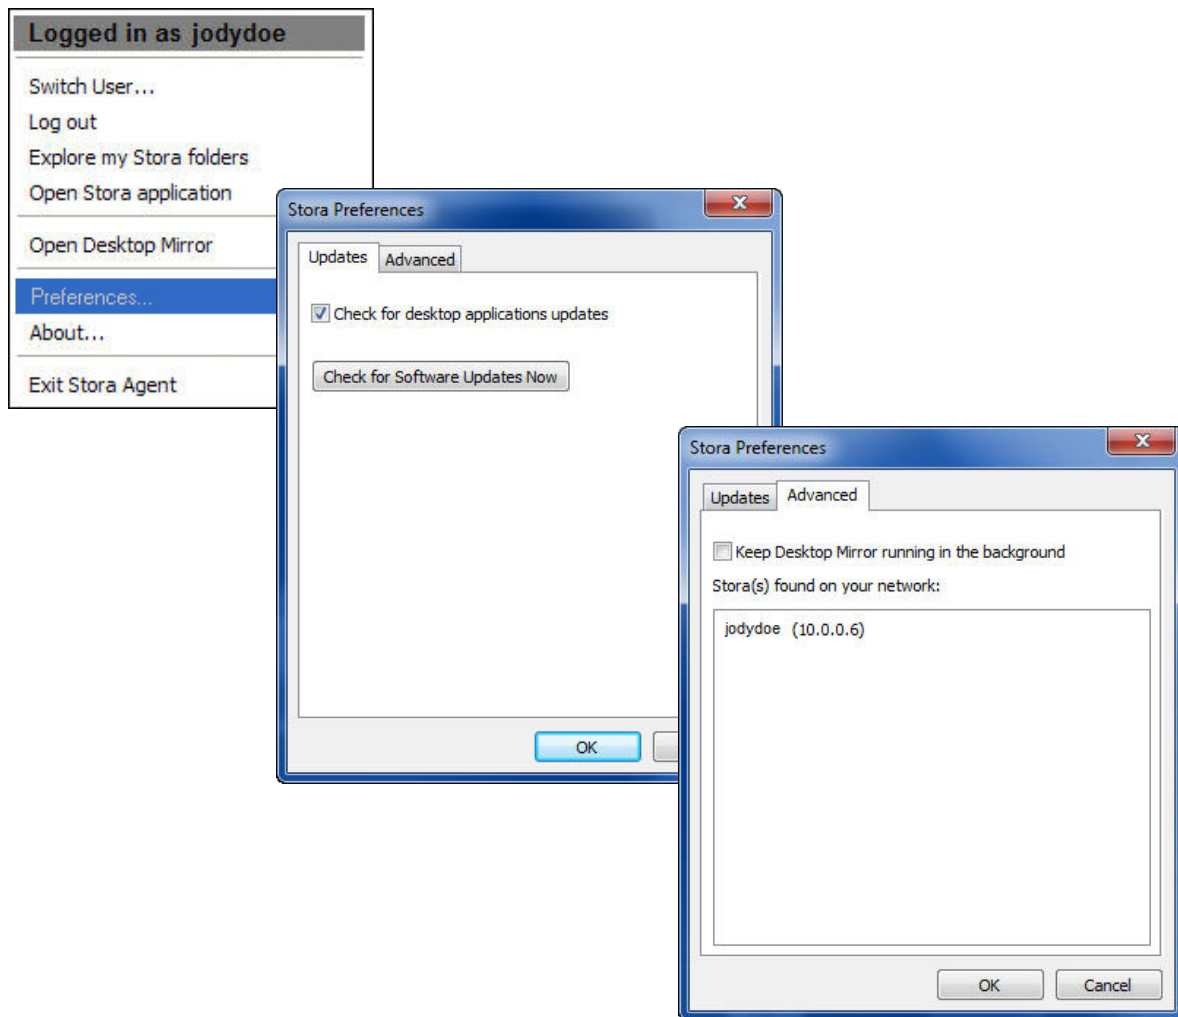 Logged in as jodydoe
Switch User...
Log out
Explore my Stora folders
Open Stora application
Open Desktop Mirror
Preferences...
About...
Exit Stora Agent
Stora Preferences
Updates
Advanced
Check for desktop applications updates
Check for Software Updates Now
OK
Stora Preferences
Updates
Advanced
Keep Desktop Mirror running in the background
Stora(s) found on your network:
jodydoe (10.0.0.6)
OK
Cancel